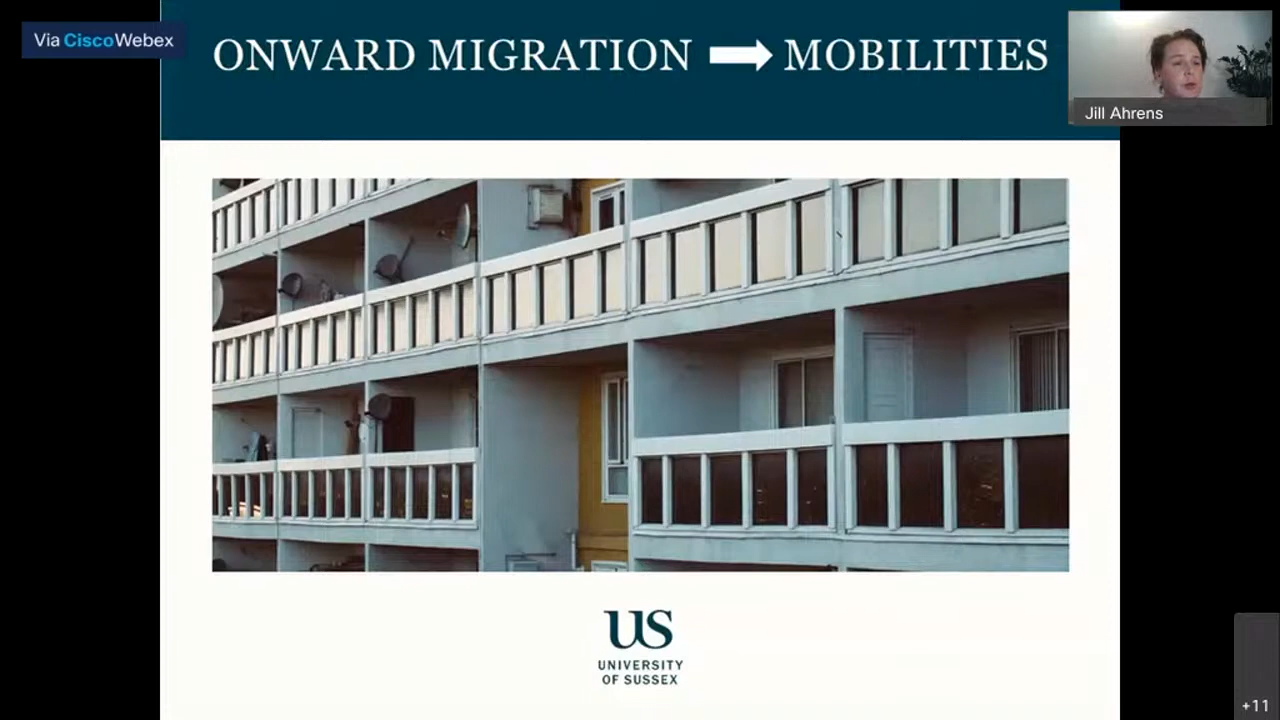 Via CiscoWebex
ONWARD MIGRATION ➡ MOBILITIES
Jill Ahrens
US
UNIVERSITY
OF SUSSEX
+11